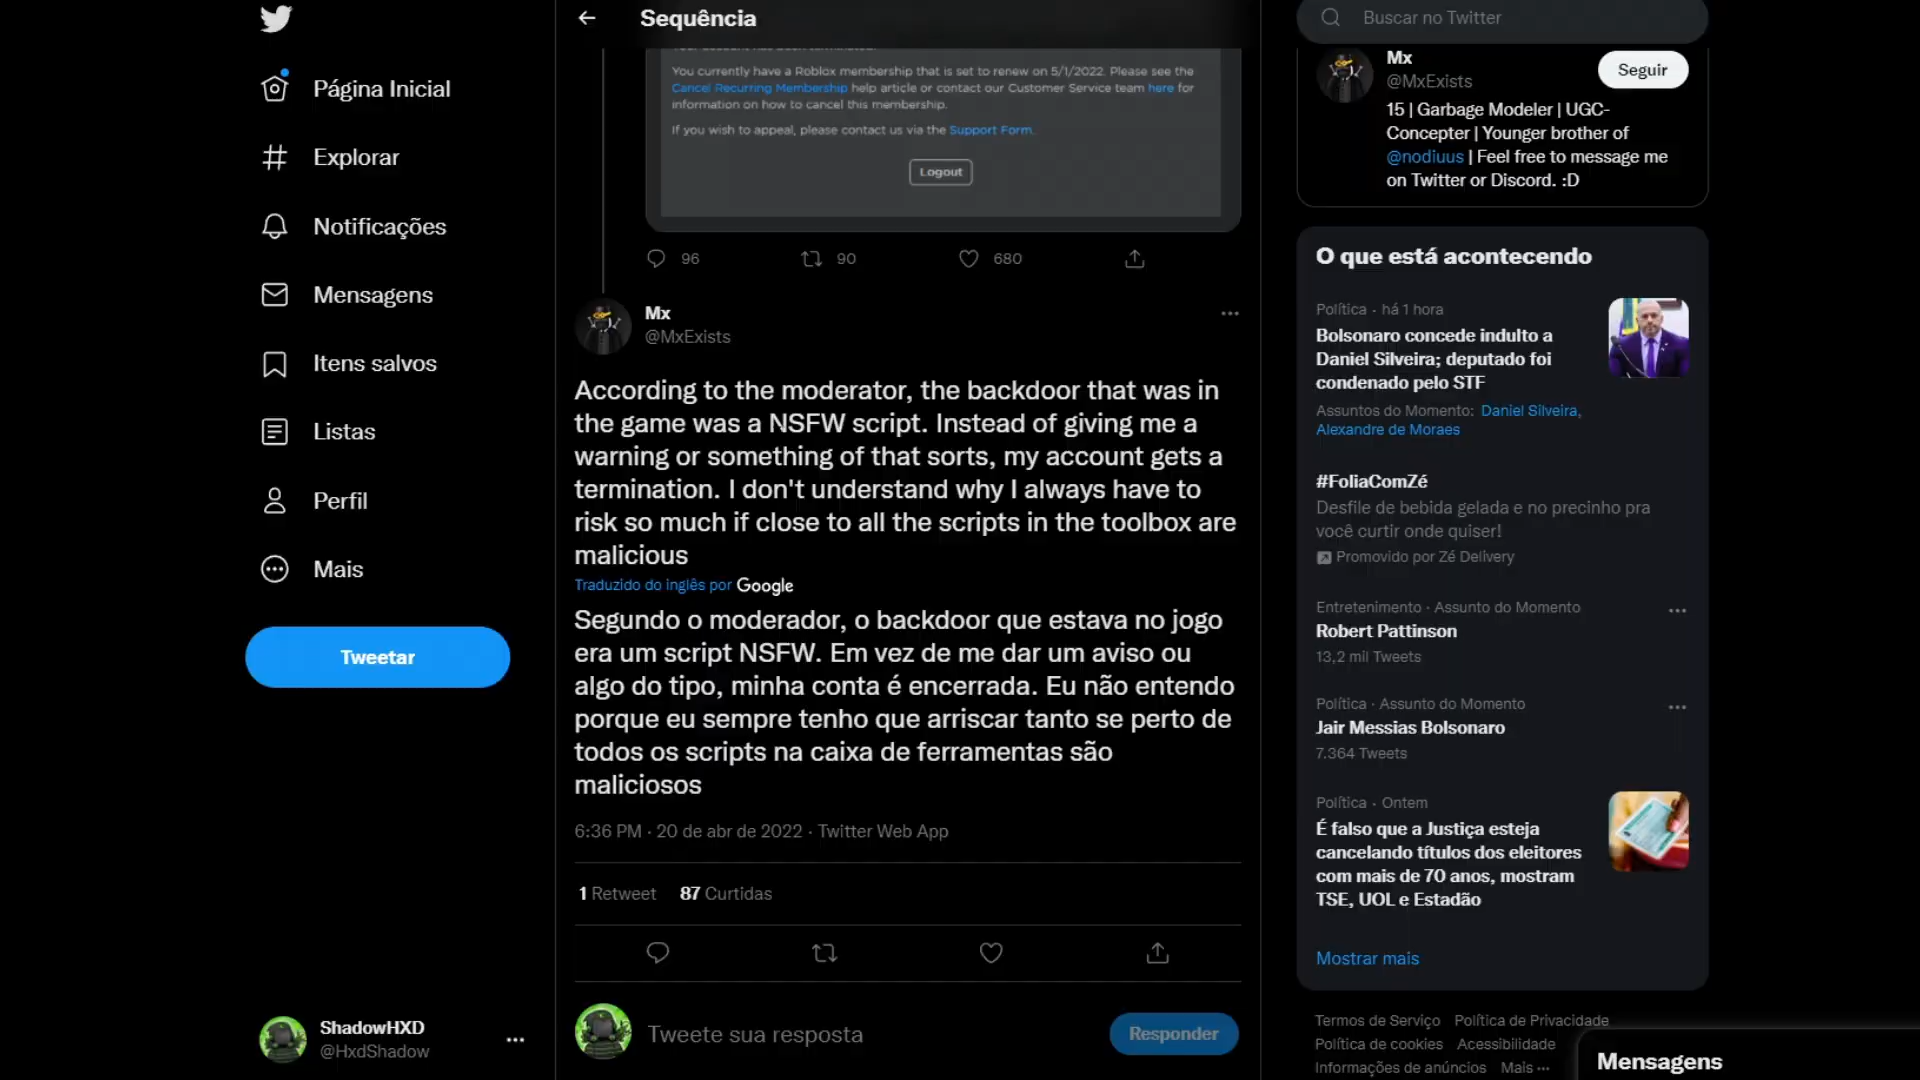 Página Inicial
Explorar
Notificações
Mensagens
Itens salvos
Listas
Perfil
Mais
Tweetar
ShadowHXD
@HxdShadow
Sequência
You currently have a Roblox membership that is set to renew on 5/1/2022. Please see the
Cancel Recurring Membership help article or contact our Customer Service team here for
information on how to cancel this membership.
If you wish to appeal, please contact us via the Support Form.
Logout
96
90
680
Mx
@MxExists
According to the moderator, the backdoor that was in
the game was a NSFW script. Instead of giving me a
warning or something of that sorts, my account gets a
termination. I don't understand why I always have to
risk so much if close to all the scripts in the toolbox are
malicious
Traduzido do inglês por Google
Segundo o moderador, o backdoor que estava no jogo
era um script NSFW. Em vez de me dar um aviso ou
algo do tipo, minha conta é encerrada. Eu não entendo
porque eu sempre tenho que arriscar tanto se perto de
todos os scripts na caixa de ferramentas são
maliciosos
6:36 PM · 20 de abr de 2022 · Twitter Web App
1 Retweet 87 Curtidas
Tweete sua resposta
Responder
Buscar no Twitter
Mx
@MxExists
Seguir
15 | Garbage Modeler | UGC-
Concepter | Younger brother of
@nodiuus | Feel free to message me
on Twitter or Discord. :D
O que está acontecendo
Política · há 1 hora
Bolsonaro concede indulto a
Daniel Silveira; deputado foi
condenado pelo STF
Assuntos do Momento: Daniel Silveira,
Alexandre de Moraes
#FoliaComZé
Desfile de bebida gelada e no precinho pra
você curtir onde quiser!
Promovido por Zé Delivery
Entretenimento · Assunto do Momento
Robert Pattinson
13,2 mil Tweets
Política · Assunto do Momento
Jair Messias Bolsonaro
7.364 Tweets
Política · Ontem
É falso que a Justiça esteja
cancelando títulos dos eleitores
com mais de 70 anos, mostram
TSE, UOL e Estadão
Mostrar mais
Termos de Serviço Política de Privacidade
Política de cookies Acessibilidade
Informações de anúncios Mais ···
Mensagens